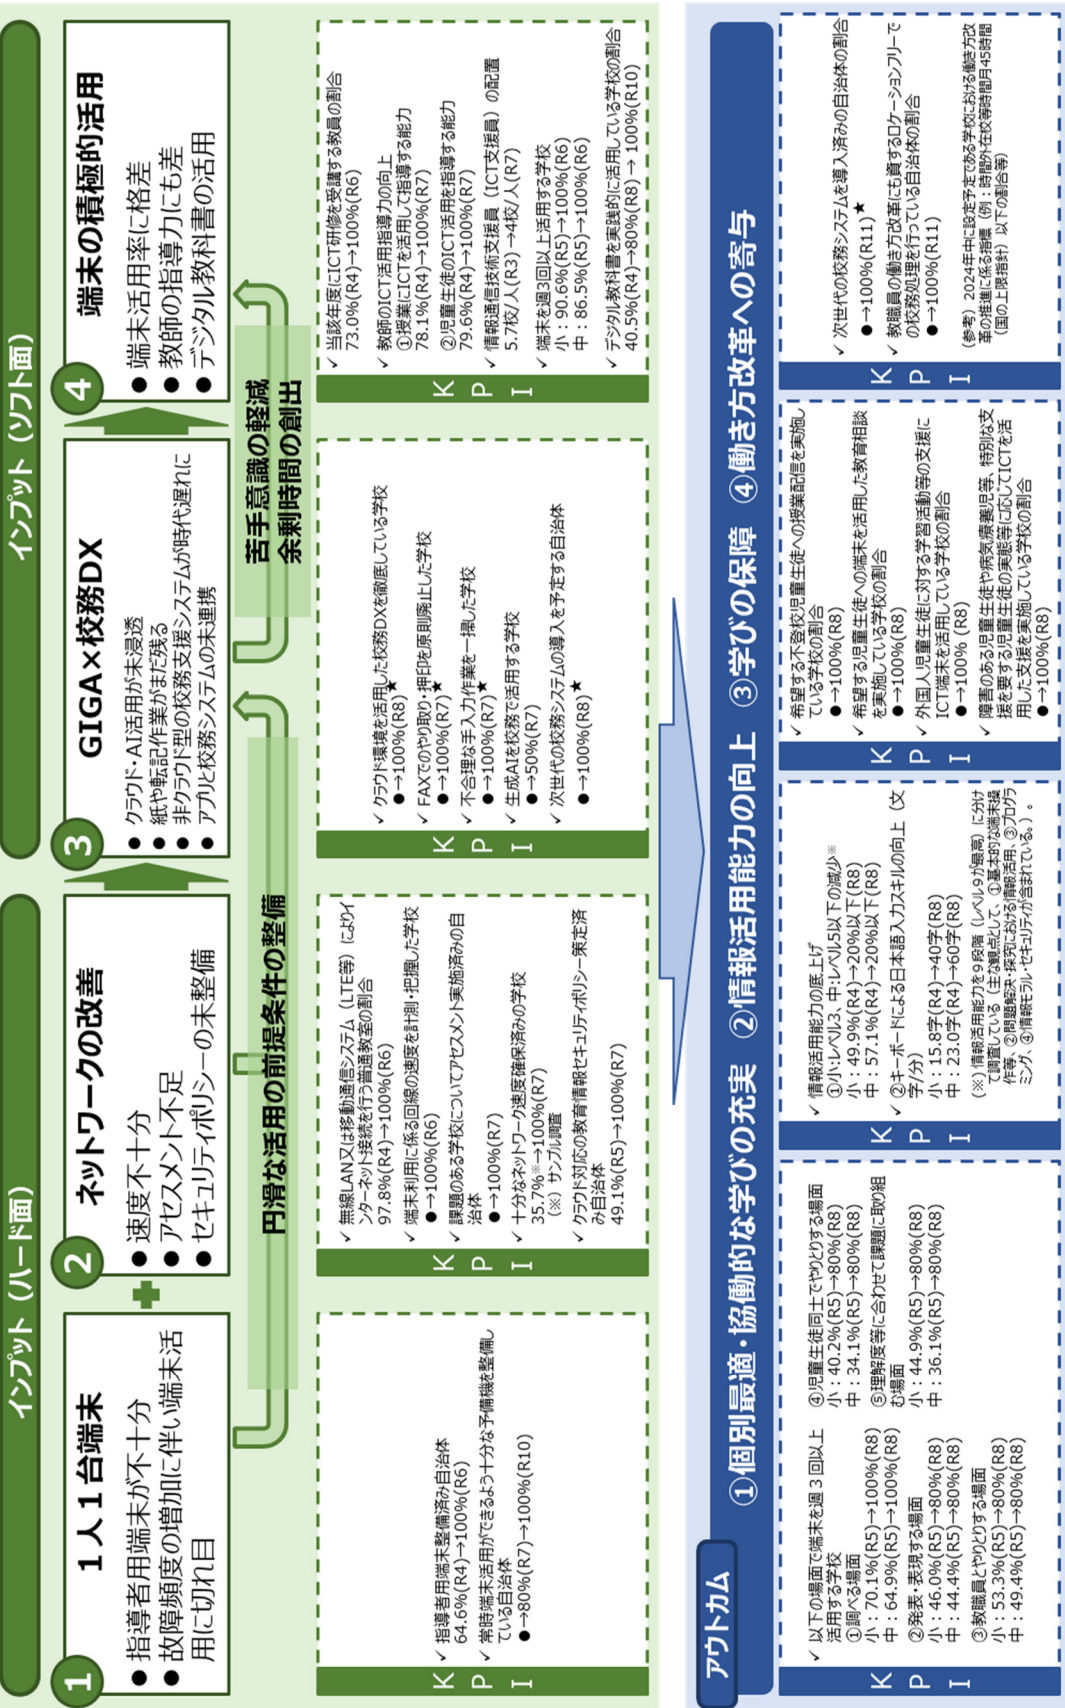 インプット（ハード面）
インプット（ソフト面）
1
1人1台端末
●指導者用端末が不十分
●故障頻度の増加に伴い端末活
用に切れ目
2
ネットワークの改善
●速度不十分
●アセスメント不足
●セキュリティポリシーの未整備
3
GIGA×校務DX
●クラウド・AI活用が未浸透
●紙や転記作業がまだ残る
●非クラウド型の校務支援システムが時代遅れに
●アプリと校務システムの未連携
4
端末の積極的活用
●端末活用率に格差
●教師の指導力にも差
●デジタル教科書の活用
円滑な活用の前提条件の整備
苦手意識の軽減
余剰時間の創出
KPI
✓ 指導者用端末整備済み自治体
64.6%(R4)→100%(R6)
✓ 常時端末活用ができるよう十分な予備機を整備し
ている自治体
●→80%(R7)→100%(R10)
KPI
✓ 無線LAN又は移動通信システム（LTE等）によりイ
ンターネット接続を行う普通教室の割合
97.8%(R4)→100%(R6)
✓ 端末利用に係る回線の速度を計測・把握した学校
●→100%(R6)
✓ 課題のある学校についてアセスメント実施済みの自
治体
●→100%(R7)
✓ 十分なネットワーク速度確保済みの学校
35.7%※→100%(R7)
（※）サンプル調査
✓ クラウド対応の教育情報セキュリティポリシー策定済
み自治体
49.1%(R5)→100%(R7)
KPI
✓ クラウド環境を活用した校務DXを徹底している学校
●→100%(R8)★
✓ FAXでのやり取り・押印を原則廃止した学校
●→100%(R7)★
✓ 不合理な手入力作業を一掃した学校
●→100%(R7)★
✓ 生成AIを校務で活用する学校
●→50%(R7)
✓ 次世代の校務システムの導入を予定する自治体
●→100%(R8)★
KPI
✓ 当該年度にICT研修を受講する教員の割合
73.0%(R4)→100%(R6)
✓ 教師のICT活用指導力の向上
①授業にICTを活用して指導する能力
78.1%(R4)→100%(R7)
②児童生徒のICT活用を指導する能力
79.6%(R4)→100%(R7)
✓ 情報通信技術支援員（ICT支援員）の配置
5.7校/人(R3)→4校/人(R7)
✓ 端末を週3回以上活用する学校
小：90.6%(R5)→100%(R6)
中：86.5%(R5)→100%(R6)
✓ デジタル教科書を実践的に活用している学校の割合
40.5%(R4)→80%(R8)→100%(R10)
アウトカム
①個別最適・協働的な学びの充実　②情報活用能力の向上　③学びの保障　④働き方改革への寄与
KPI
✓ 以下の場面で端末を週３回以上
活用する学校
①調べる場面
小：70.1%(R5)→100%(R8)
中：64.9%(R5)→100%(R8)
②発表・表現する場面
小：46.0%(R5)→80%(R8)
中：44.4%(R5)→80%(R8)
③教職員とやりとりする場面
小：53.3%(R5)→80%(R8)
中：49.4%(R5)→80%(R8)
④児童生徒同士でやりとりする場面
小：40.2%(R5)→80%(R8)
中：34.1%(R5)→80%(R8)
⑤理解度等に合わせて課題に取り組
む場面
小：44.9%(R5)→80%(R8)
中：36.1%(R5)→80%(R8)
KPI
✓ 情報活用能力の底上げ
①小:レベル3、中:レベル5以下の減少※
小：49.9%(R4)→20%以下(R8)
中：57.1%(R4)→20%以下(R8)
✓ ②キーボードによる日本語入力スキルの向上（文
字/分）
小：15.8字(R4)→40字(R8)
中：23.0字(R4)→60字(R8)
（※）情報活用能力を９段階（レベル９が最高）に分け
て調査している（主な観点として、①基本的な端末操
作等、②問題解決・探究における情報活用、③プログラ
ミング、④情報モラル・セキュリティが含まれている。）。
KPI
✓ 希望する不登校児童生徒への授業配信を実施し
ている学校の割合
●→100%(R8)
✓ 希望する児童生徒への端末を活用した教育相談
を実施している学校の割合
●→100%(R8)
✓ 外国人児童生徒に対する学習活動等の支援に
ICT端末を活用している学校の割合
●→100% (R8)
✓ 障害のある児童生徒や病気療養児等、特別な支
援を要する児童生徒の実態等に応じてICTを活
用した支援を実施している学校の割合
●→100%(R8)
KPI
✓ 次世代の校務システムを導入済みの自治体の割合
●→100%(R11)★
✓ 教職員の働き方改革にも資するロケーションフリーで
の校務処理を行っている自治体の割合
●→100%(R11)
（参考）2024年中に設定予定である学校における働き方改
革の推進に係る指標（例：時間外在校等時間月45時間
（国の上限指針）以下の割合等）